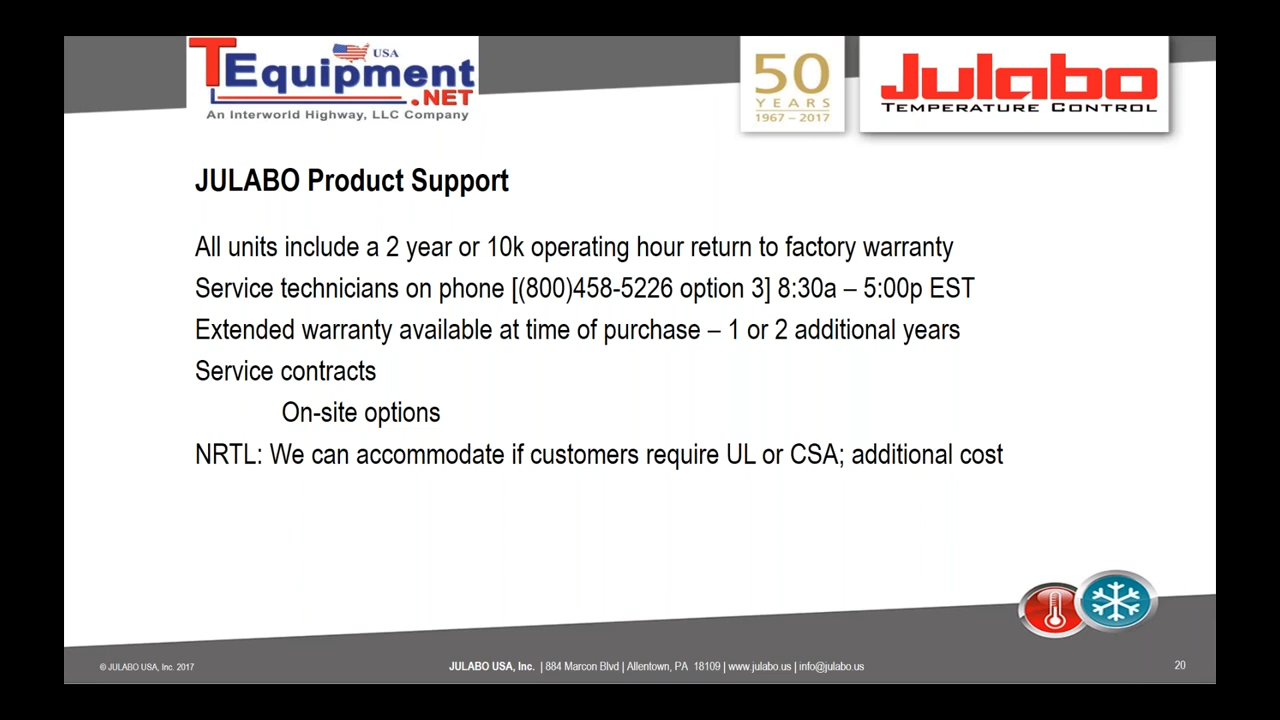 USA
TEquipment
.NET
An Interworld Highway, LLC Company
50
YEARS
1967 – 2017
Julabo
TEMPERATURE CONTROL
JULABO Product Support
All units include a 2 year or 10k operating hour return to factory warranty
Service technicians on phone [(800)458-5226 option 3] 8:30a – 5:00p EST
Extended warranty available at time of purchase – 1 or 2 additional years
Service contracts
On-site options
NRTL: We can accommodate if customers require UL or CSA; additional cost
© JULABO USA, Inc. 2017
JULABO USA, Inc. | 884 Marcon Blvd | Allentown, PA 18109 | www.julabo.us | info@julabo.us
20